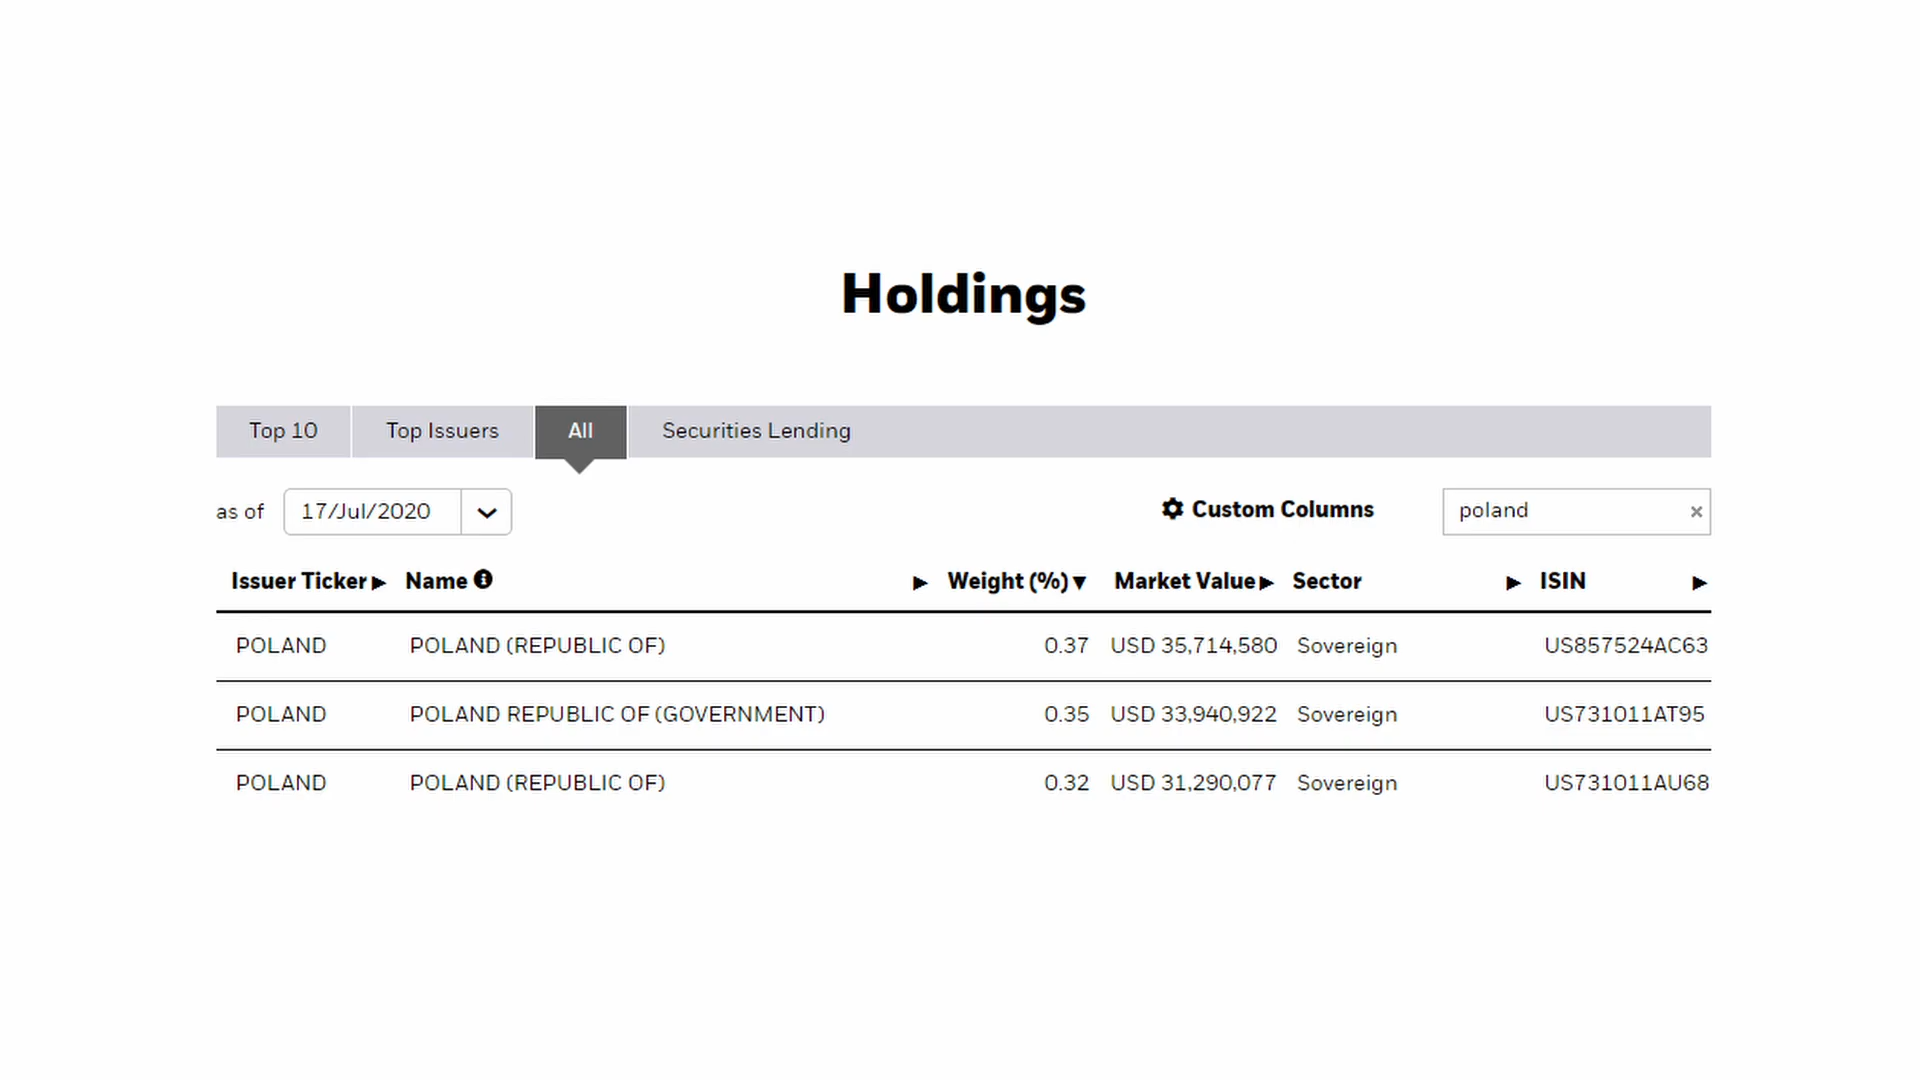 Holdings
Top 10 Top Issuers All Securities Lending
as of 17/Jul/2020 Custom Columns poland ×
Issuer Ticker▶ Name ▶ Weight (%)▼ Market Value▶ Sector ▶ ISIN ▶
POLAND POLAND (REPUBLIC OF) 0.37 USD 35,714,580 Sovereign US857524AC63
POLAND POLAND REPUBLIC OF (GOVERNMENT) 0.35 USD 33,940,922 Sovereign US731011AT95
POLAND POLAND (REPUBLIC OF) 0.32 USD 31,290,077 Sovereign US731011AU68